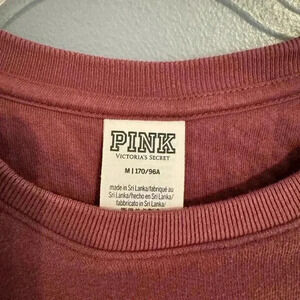 PINK
VICTORIA'S SECRET
M | 170/96A
made in Sri Lanka/fabriqué au
Sri Lanka/hecho en Sri Lanka/
fabbricato in Sri Lanka/